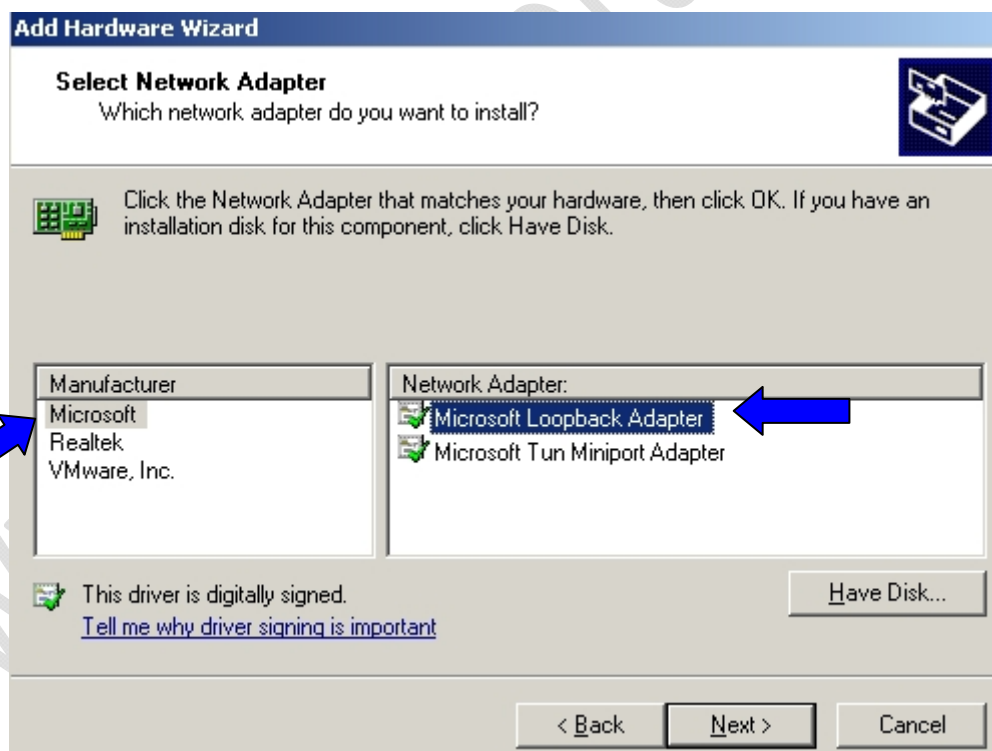 Add Hardware Wizard
Select Network Adapter
Which network adapter do you want to install?
Click the Network Adapter that matches your hardware, then click OK. If you have an
installation disk for this component, click Have Disk.
Manufacturer
Microsoft
Realtek
VMware, Inc.
Network Adapter:
Microsoft Loopback Adapter
Microsoft Tun Miniport Adapter
This driver is digitally signed.
Have Disk...
Tell me why driver signing is important
< Back
Next >
Cancel